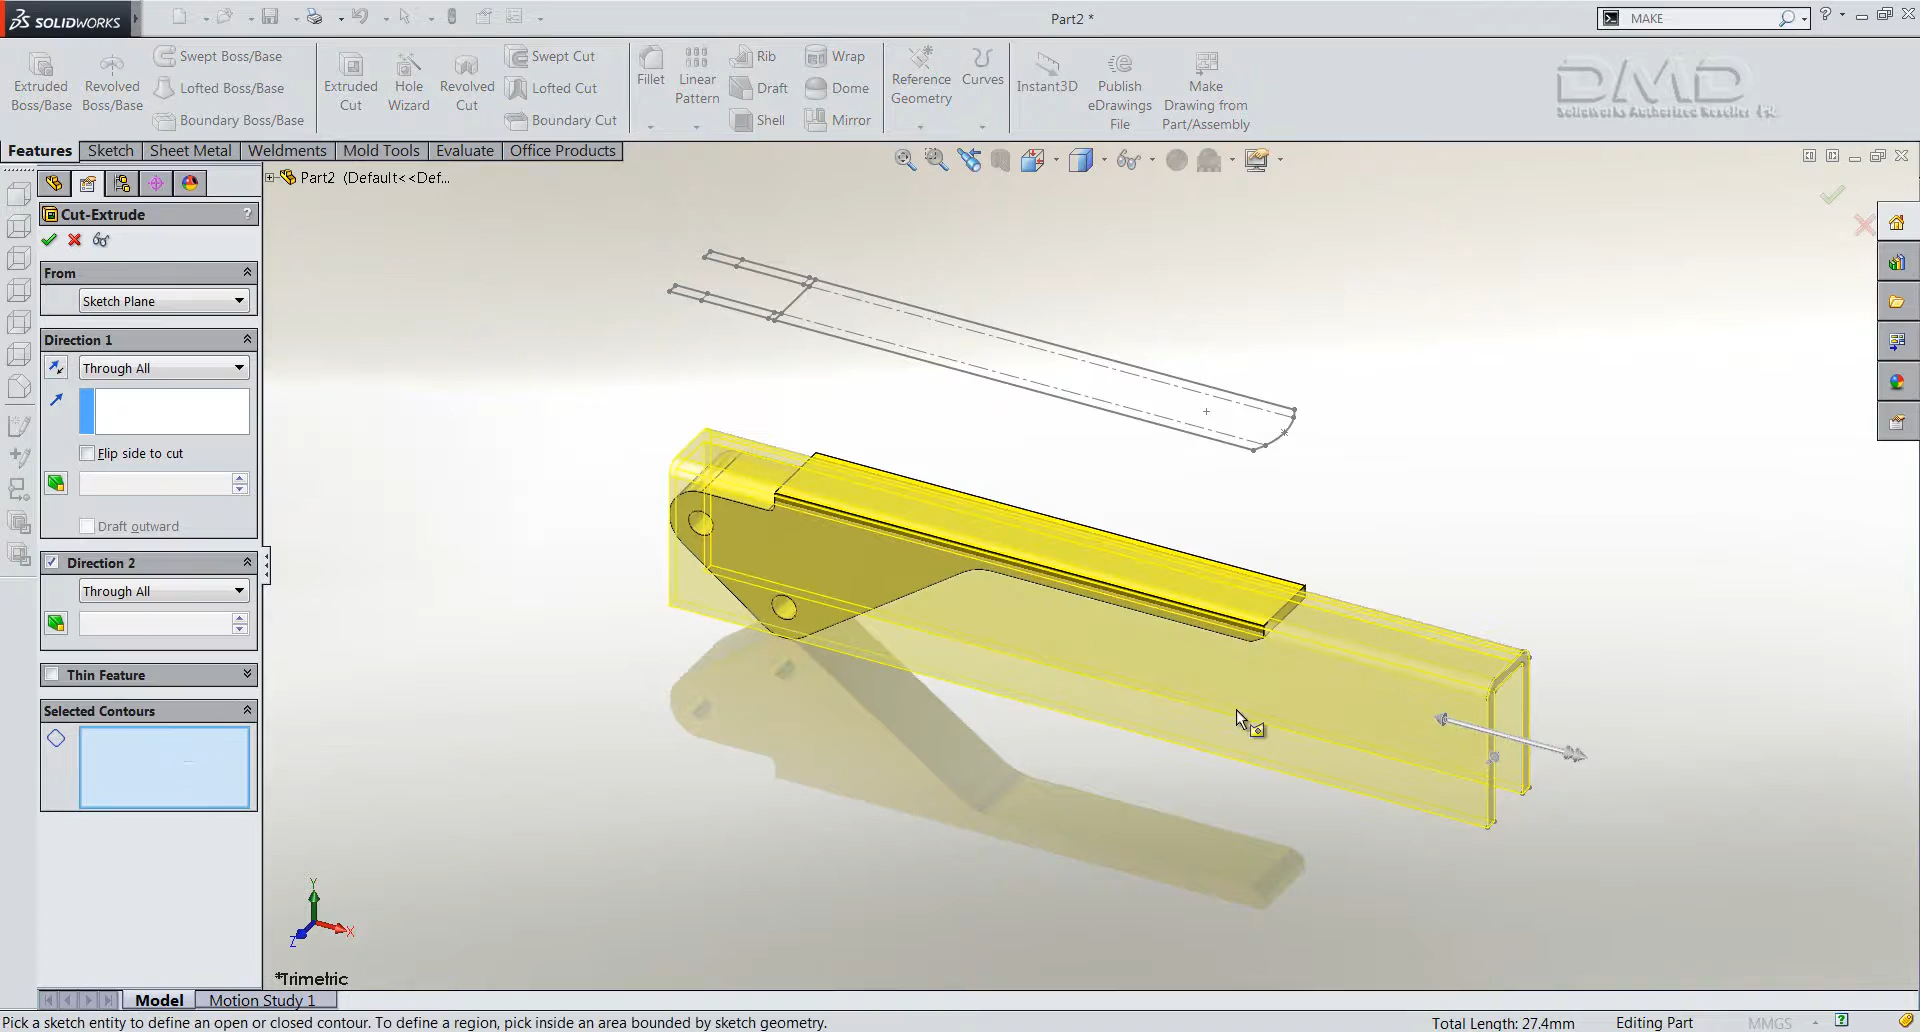 SOLIDWORKS
Part2 *
MAKE
Extruded Boss/Base
Revolved Boss/Base
Swept Boss/Base
Lofted Boss/Base
Boundary Boss/Base
Extruded Cut
Hole Wizard
Revolved Cut
Swept Cut
Lofted Cut
Boundary Cut
Fillet
Linear Pattern
Rib
Draft
Shell
Wrap
Dome
Mirror
Reference Geometry
Curves
Instant3D
Publish eDrawings File
Make Drawing from Part/Assembly
DMD
SolidWorks Authorized Reseller
Features
Sketch
Sheet Metal
Weldments
Mold Tools
Evaluate
Office Products
Part2 (Default<<Def...
Cut-Extrude
?
From
Sketch Plane
Direction 1
Through All
Flip side to cut
Draft outward
Direction 2
Through All
Thin Feature
Selected Contours
Y
X
Z
*Trimetric
Model
Motion Study 1
Pick a sketch entity to define an open or closed contour. To define a region, pick inside an area bounded by sketch geometry.
Total Length: 27.4mm
Editing Part
MMGS